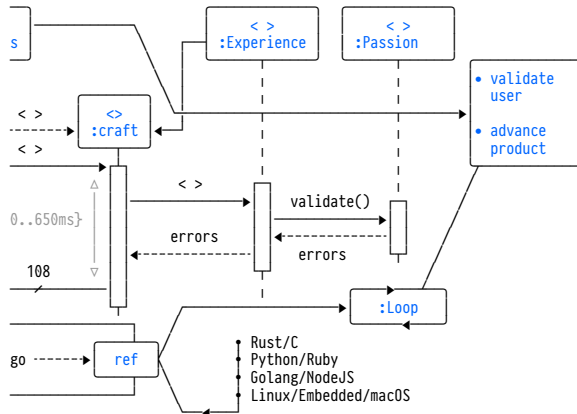 < >
:Experience
< >
:Passion
s
• validate
user
• advance
product
< >
<>
:craft
< >
< >
0..650ms}
validate()
errors
errors
108
:Loop
go
ref
• Rust/C
• Python/Ruby
• Golang/NodeJS
• Linux/Embedded/macOS